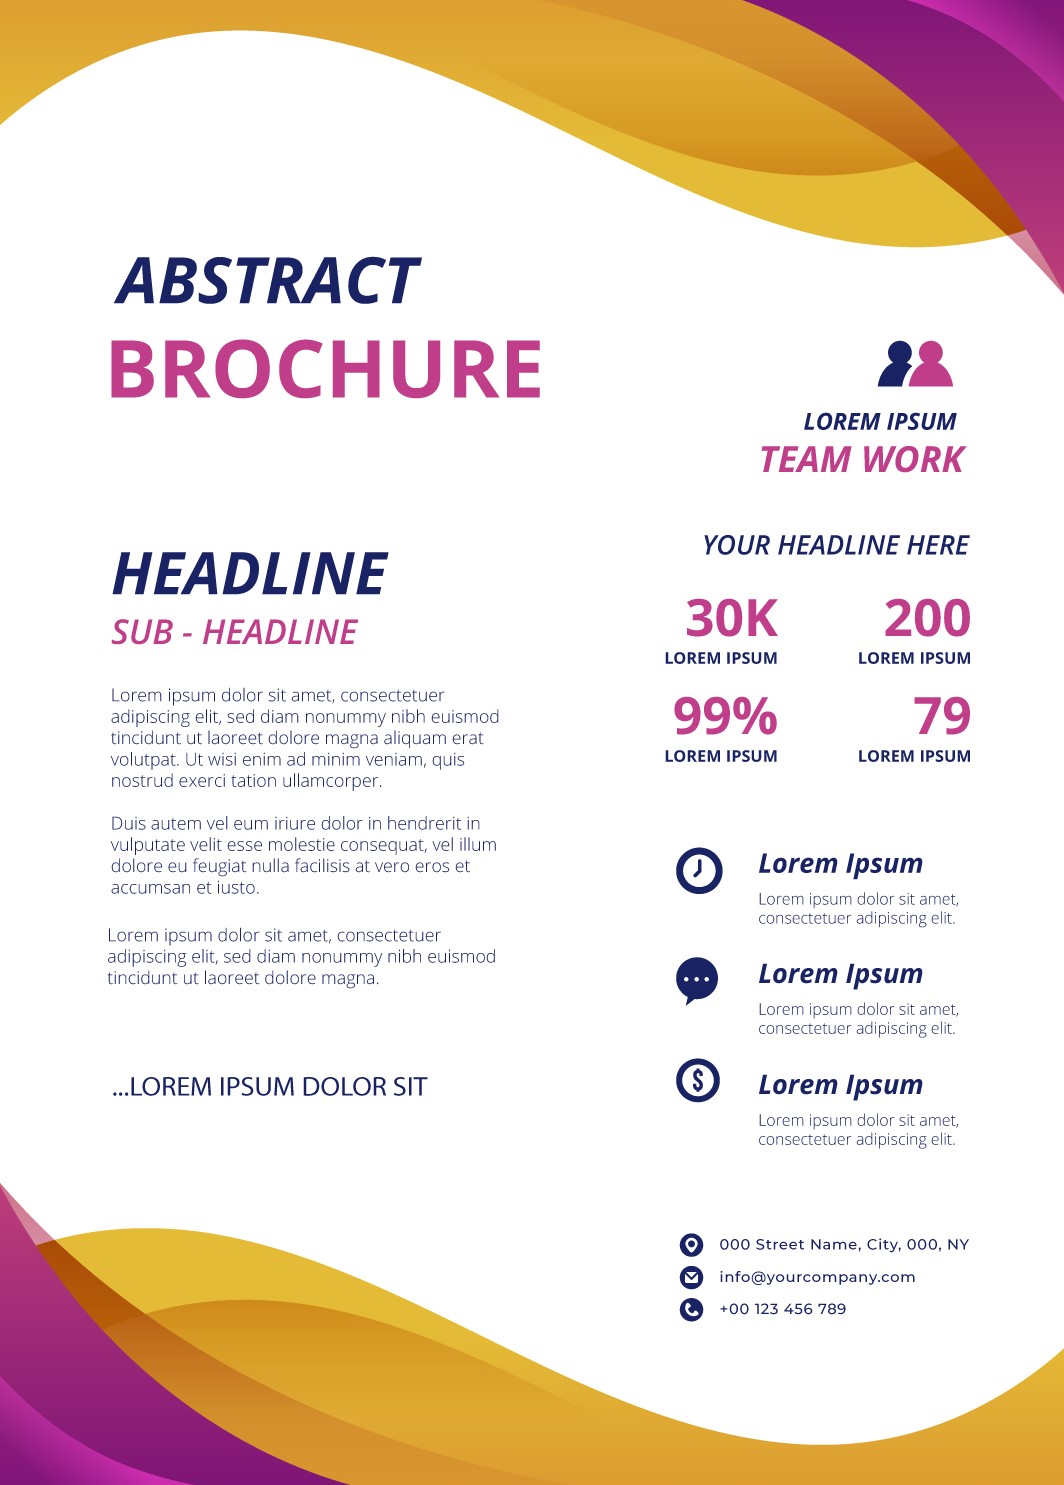 ABSTRACT
BROCHURE
LOREM IPSUM
TEAM WORK
HEADLINE
SUB - HEADLINE
Lorem ipsum dolor sit amet, consectetuer
adipiscing elit, sed diam nonummy nibh euismod
tincidunt ut laoreet dolore magna aliquam erat
volutpat. Ut wisi enim ad minim veniam, quis
nostrud exerci tation ullamcorper.
Duis autem vel eum iriure dolor in hendrerit in
vulputate velit esse molestie consequat, vel illum
dolore eu feugiat nulla facilisis at vero eros et
accumsan et iusto.
Lorem ipsum dolor sit amet, consectetuer
adipiscing elit, sed diam nonummy nibh euismod
tincidunt ut laoreet dolore magna.
...LOREM IPSUM DOLOR SIT
YOUR HEADLINE HERE
30K 200
LOREM IPSUM LOREM IPSUM
99% 79
LOREM IPSUM LOREM IPSUM
Lorem Ipsum
Lorem ipsum dolor sit amet,
consectetuer adipiscing elit.
Lorem Ipsum
Lorem ipsum dolor sit amet,
consectetuer adipiscing elit.
Lorem Ipsum
Lorem ipsum dolor sit amet,
consectetuer adipiscing elit.
000 Street Name, City, 000, NY
info@yourcompany.com
+00 123 456 789